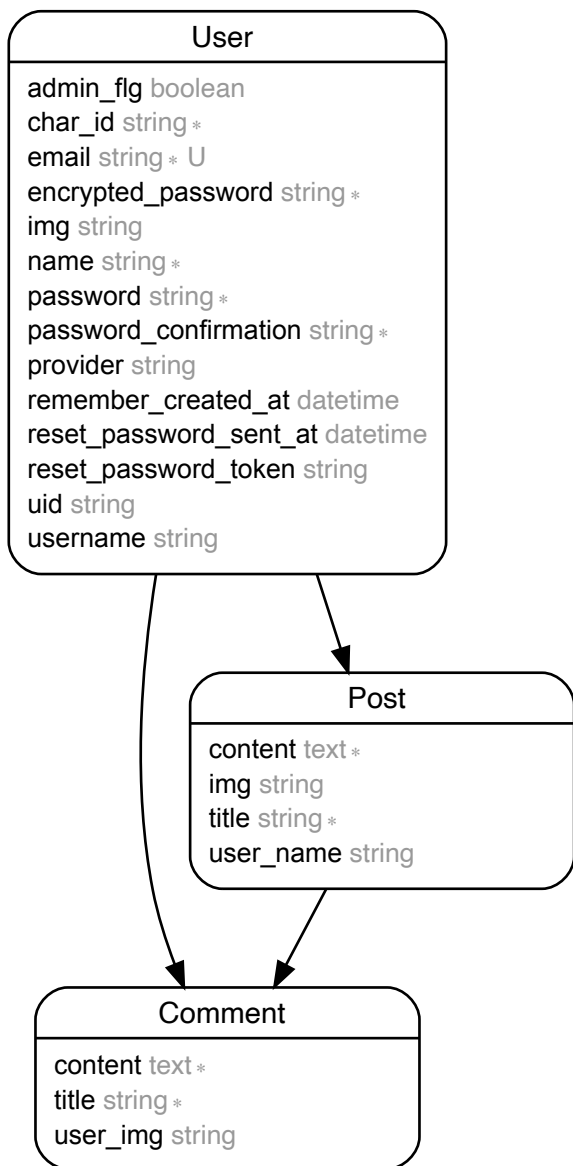 User
admin_flg boolean
char_id string *
email string * U
encrypted_password string *
img string
name string *
password string *
password_confirmation string *
provider string
remember_created_at datetime
reset_password_sent_at datetime
reset_password_token string
uid string
username string
Post
content text *
img string
title string *
user_name string
Comment
content text *
title string *
user_img string